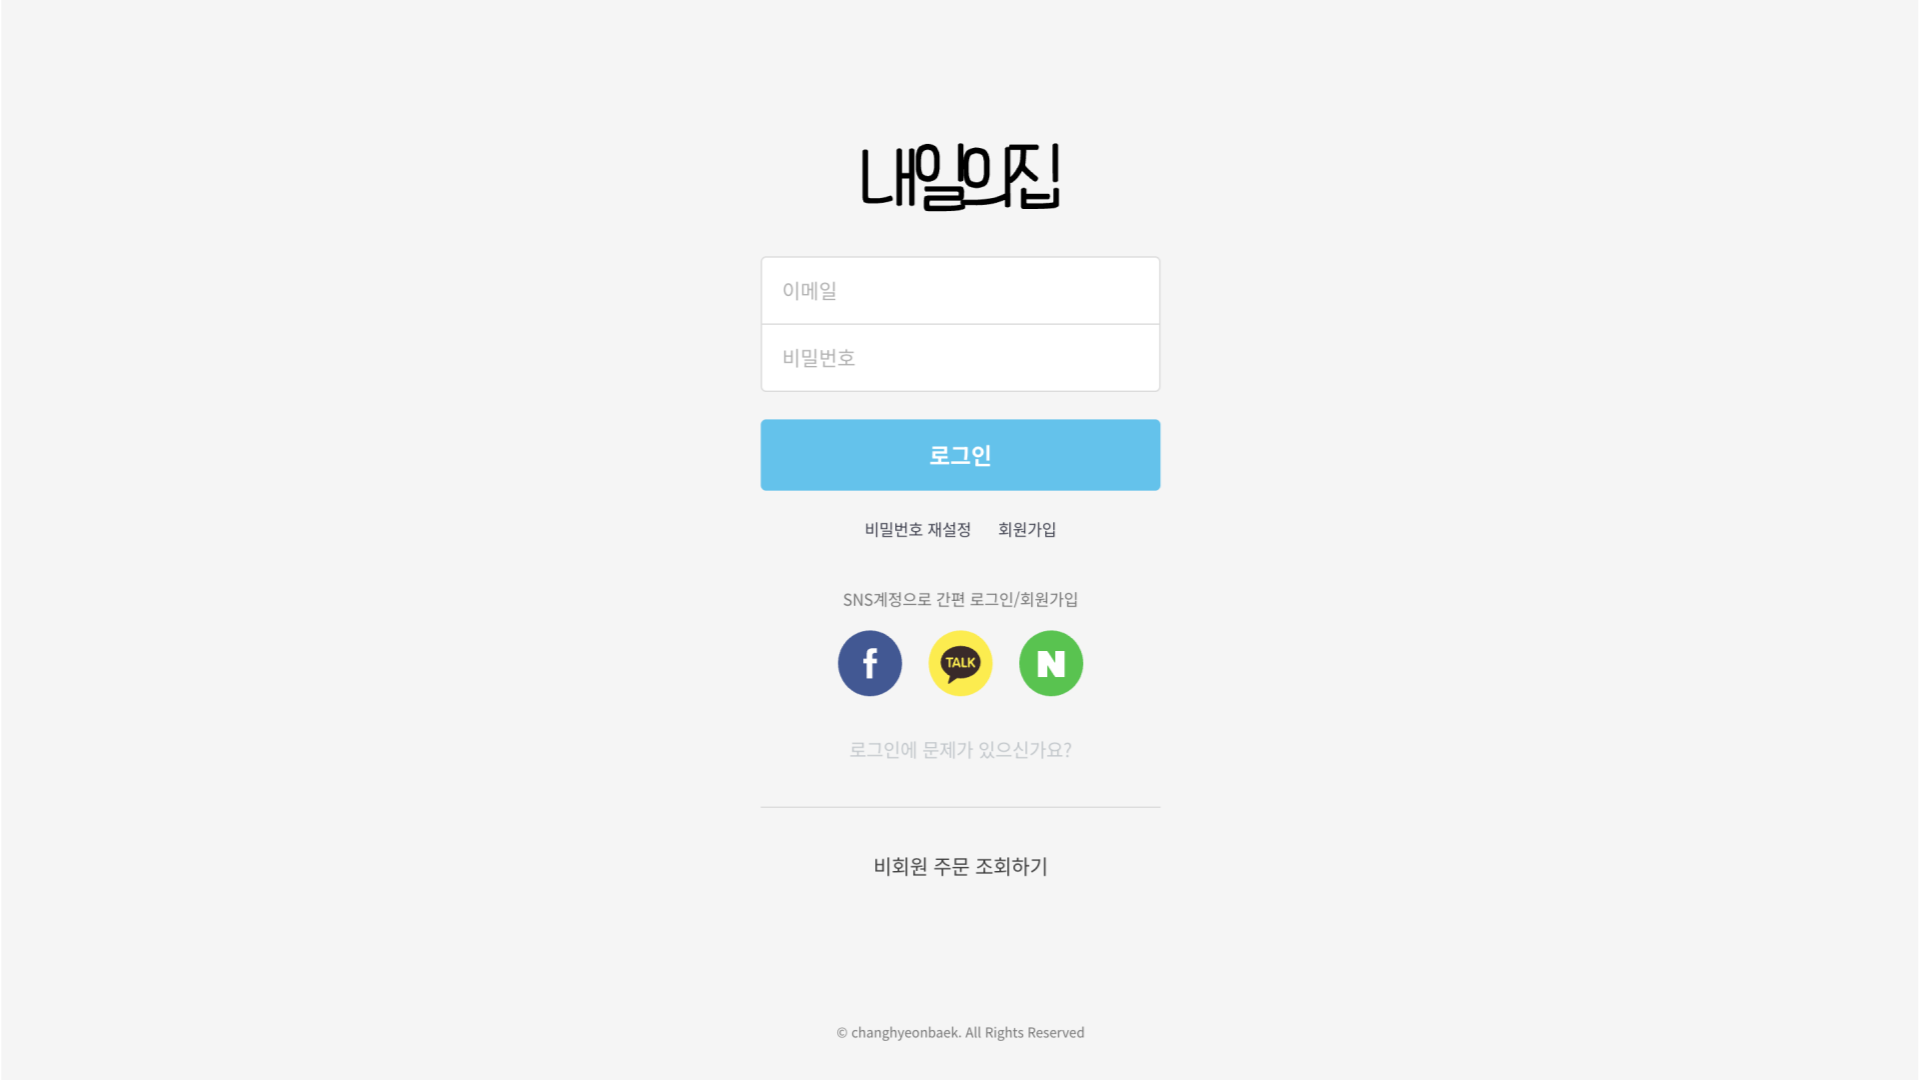 내일의집
이메일
비밀번호
로그인
비밀번호 재설정 회원가입
SNS계정으로 간편 로그인/회원가입
f TALK N
로그인에 문제가 있으신가요?
비회원 주문 조회하기
© changhyeonbaek. All Rights Reserved